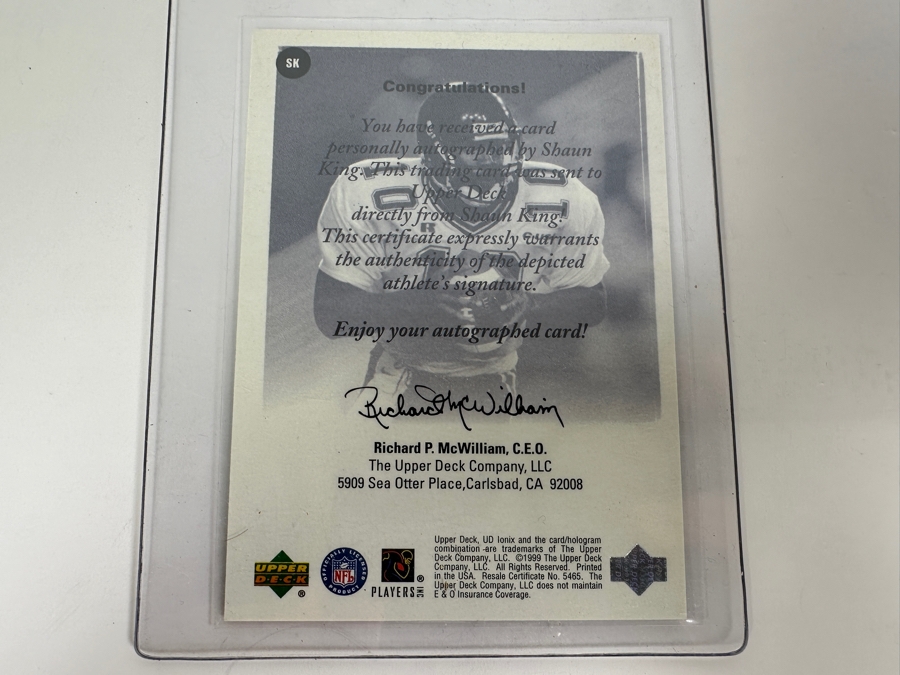 SK
Congratulations!
You have received a card
personally autographed by Shaun
King. This trading card was sent to
Upper Deck
directly from Shaun King.
This certificate expressly warrants
the authenticity of the depicted
athlete's signature.
Enjoy your autographed card!
Richard McWilliam
Richard P. McWilliam, C.E.O.
The Upper Deck Company, LLC
5909 Sea Otter Place,Carlsbad, CA 92008
Upper Deck, UD Ionix and the card/hologram
combination are trademarks of The Upper
Deck Company, LLC. ©1999 The Upper Deck
Company, LLC. All Rights Reserved. Printed
in the USA. Resale Certificate No. 5465. The
Upper Deck Company, LLC does not maintain
E & O Insurance Coverage.
UPPER
DECK
®
OFFICIALLY LICENSED
NFL
PRODUCT
PLAYERS INC
®